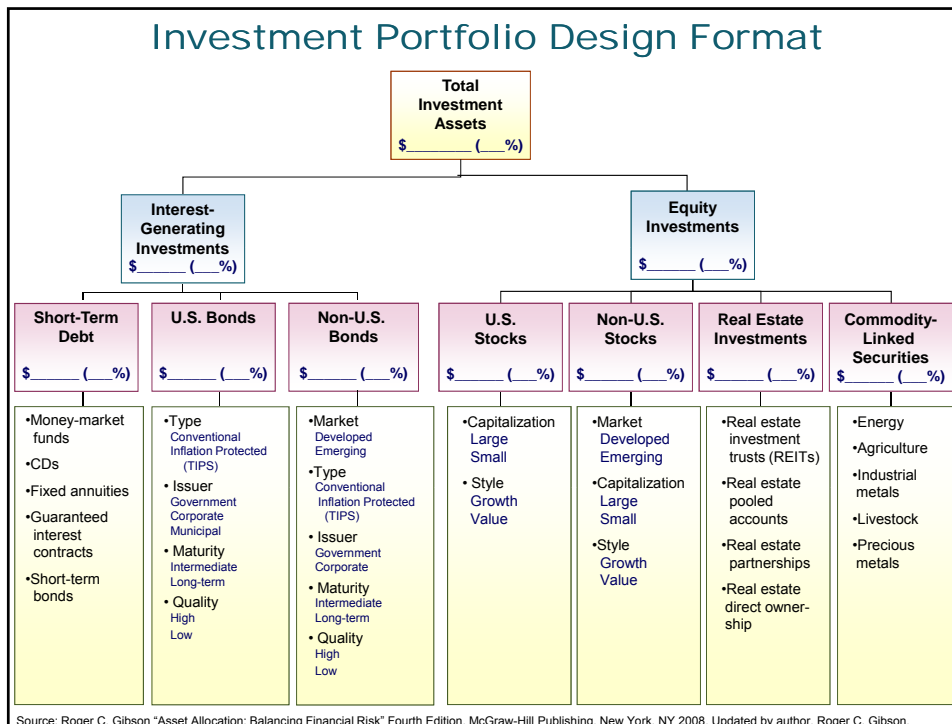 Investment Portfolio Design Format
Total
Investment
Assets
$_______ (___%)
Interest-
Generating
Investments
$______ (___%)
Equity
Investments
$______ (___%)
Short-Term
Debt
$______ (___%)
U.S. Bonds
$______ (___%)
Non-U.S.
Bonds
$______ (___%)
U.S.
Stocks
$______ (___%)
Non-U.S.
Stocks
$______ (___%)
Real Estate
Investments
$______ (___%)
Commodity-
Linked
Securities
$______ (___%)
•Money-market
funds
•CDs
•Fixed annuities
•Guaranteed
interest
contracts
•Short-term
bonds
•Type
Conventional
Inflation Protected
(TIPS)
• Issuer
Government
Corporate
Municipal
• Maturity
Intermediate
Long-term
• Quality
High
Low
•Market
Developed
Emerging
•Type
Conventional
Inflation Protected
(TIPS)
• Issuer
Government
Corporate
• Maturity
Intermediate
Long-term
• Quality
High
Low
•Capitalization
Large
Small
• Style
Growth
Value
•Market
Developed
Emerging
•Capitalization
Large
Small
•Style
Growth
Value
•Real estate
investment
trusts (REITs)
•Real estate
pooled
accounts
•Real estate
partnerships
•Real estate
direct owner-
ship
•Energy
•Agriculture
•Industrial
metals
•Livestock
•Precious
metals
Source: Roger C. Gibson "Asset Allocation: Balancing Financial Risk" Fourth Edition, McGraw-Hill Publishing, New York, NY 2008. Updated by author, Roger C. Gibson